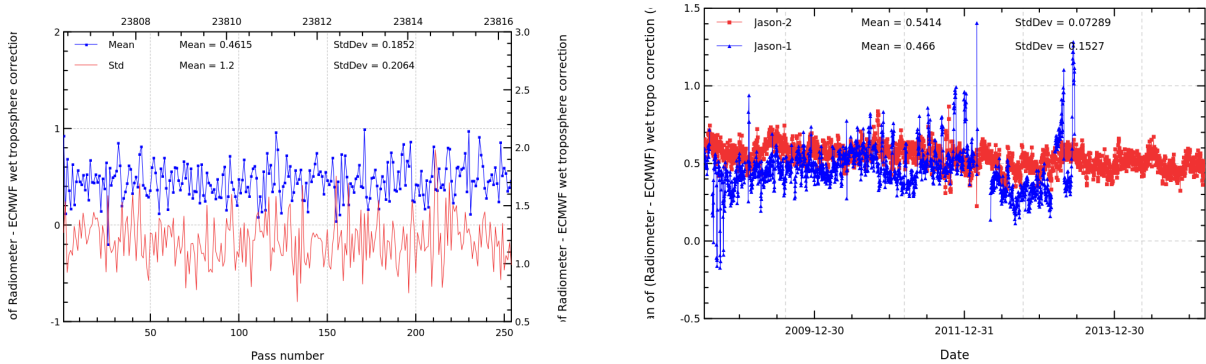 23808 23810 23812 23814 23816
2 3.0
Mean Mean = 0.4615 StdDev = 0.1852
Std Mean = 1.2 StdDev = 0.2064
2.5
1 2.0
1.5
0 1.0
-1 0.5
50 100 150 200 250
Pass number
of Radiometer - ECMWF wet troposphere correction
of Radiometer - ECMWF wet troposphere correction
1.5
Jason-2 Mean = 0.5414 StdDev = 0.07289
Jason-1 Mean = 0.466 StdDev = 0.1527
1.0
0.5
0.0
-0.5
2009-12-30 2011-12-31 2013-12-30
Date
an of (Radiometer - ECMWF) wet tropo correction (